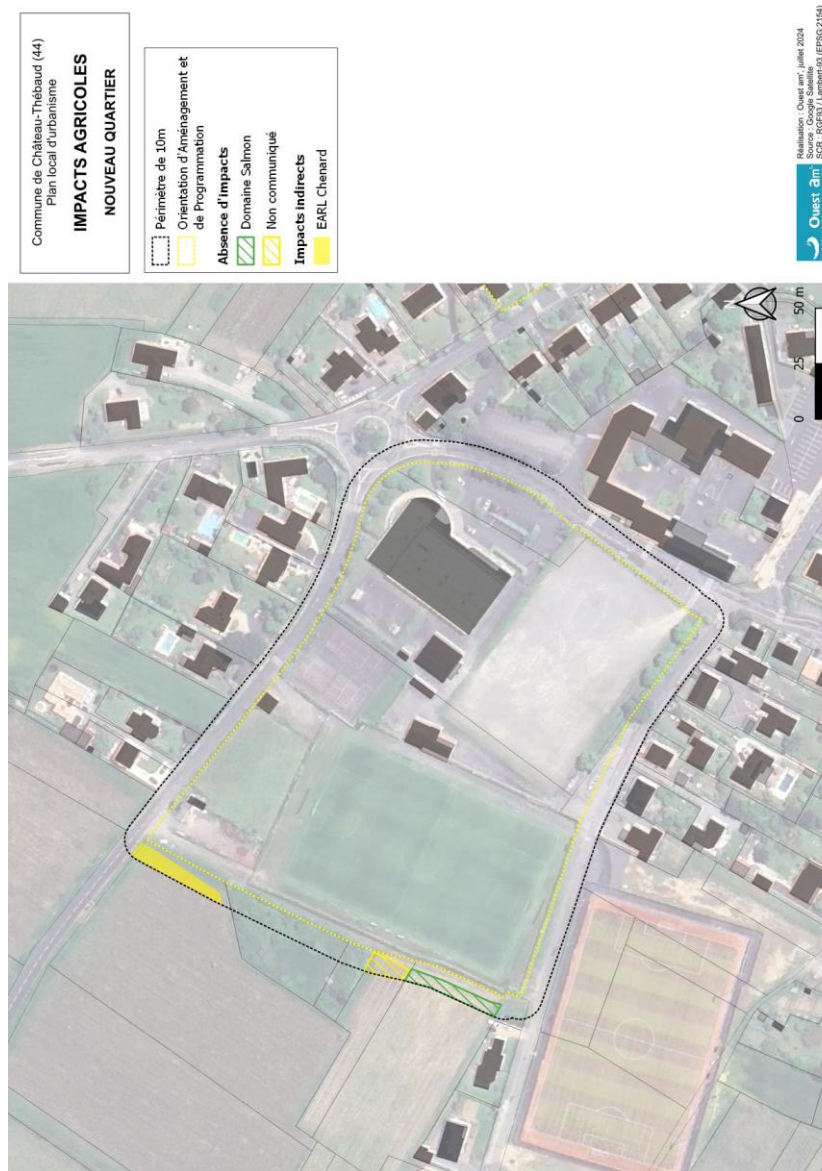 Commune de Château-Thébaud (44)
Plan local d'urbanisme
IMPACTS AGRICOLES
NOUVEAU QUARTIER
Périmètre de 10m
Orientation d'Aménagement et
de Programmation
Absence d'impacts
Domaine Salmon
Non communiqué
Impacts indirects
EARL Chenard
N
0 25 50 m
Ouest am'
Réalisation : Ouest am', juillet 2024
Source : Google Satellite
SCR : RGF93 / Lambert-93 (EPSG:2154)